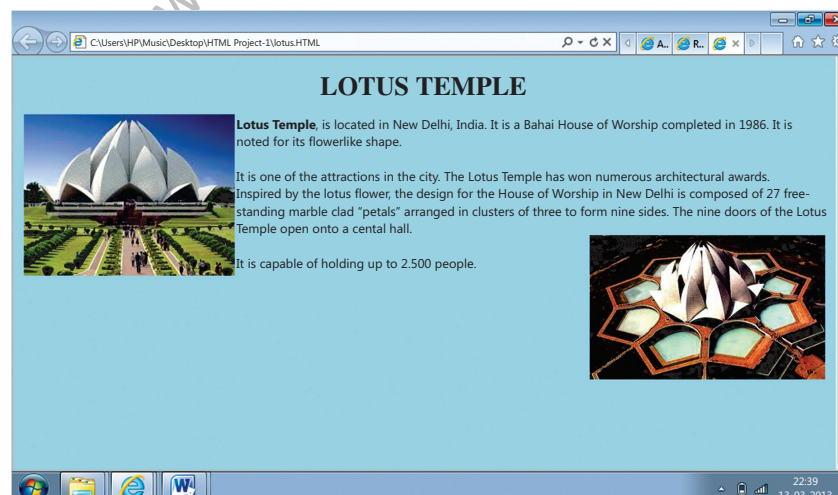 C:\Users\HP\Music\Desktop\HTML Project-1\lotus.HTML
A..
R..
LOTUS TEMPLE
Lotus Temple, is located in New Delhi, India. It is a Bahai House of Worship completed in 1986. It is
noted for its flowerlike shape.
It is one of the attractions in the city. The Lotus Temple has won numerous architectural awards.
Inspired by the lotus flower, the design for the House of Worship in New Delhi is composed of 27 free-
standing marble clad “petals” arranged in clusters of three to form nine sides. The nine doors of the Lotus
Temple open onto a cental hall.
It is capable of holding up to 2.500 people.
W
22:39
13-03-2013